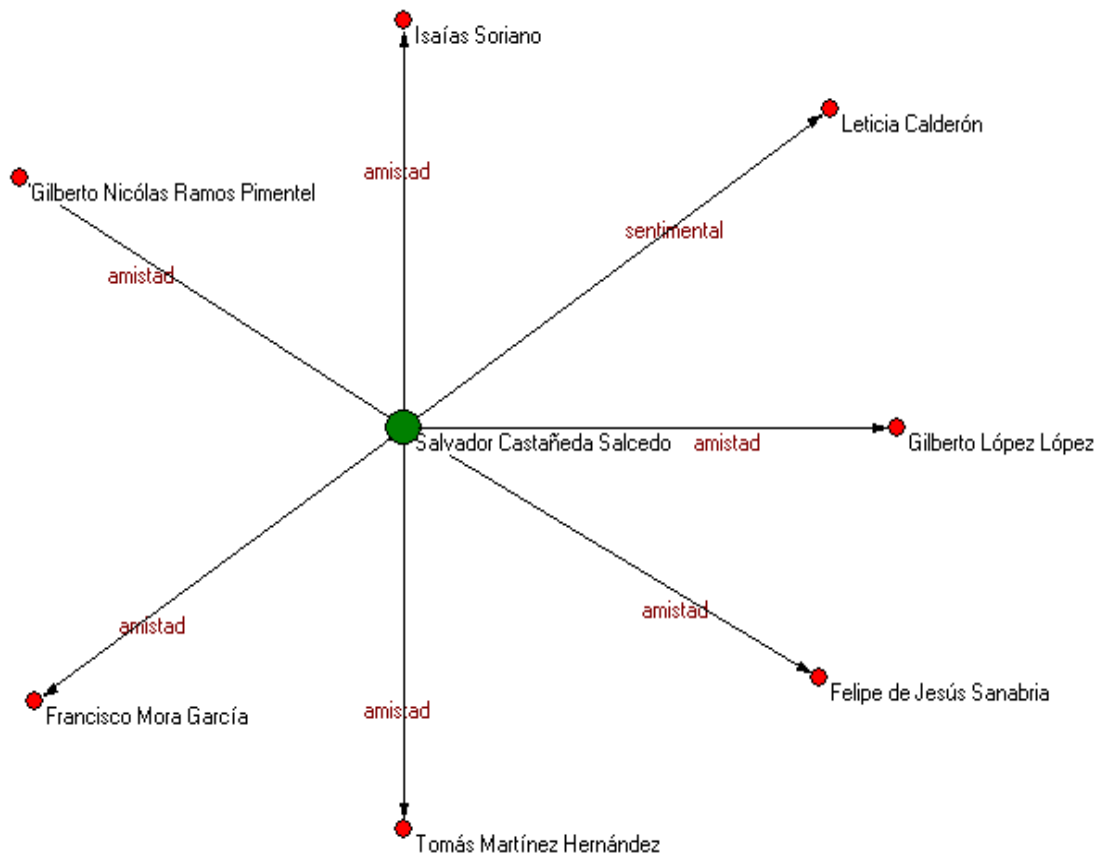 Isaías Soriano
Leticia Calderón
amistad
Gilberto Nicólas Ramos Pimentel
sentimental
amistad
Salvador Castañeda Salcedo
amistad
Gilberto López López
amistad
amistad
Felipe de Jesús Sanabria
Francisco Mora García
amistad
Tomás Martínez Hernández